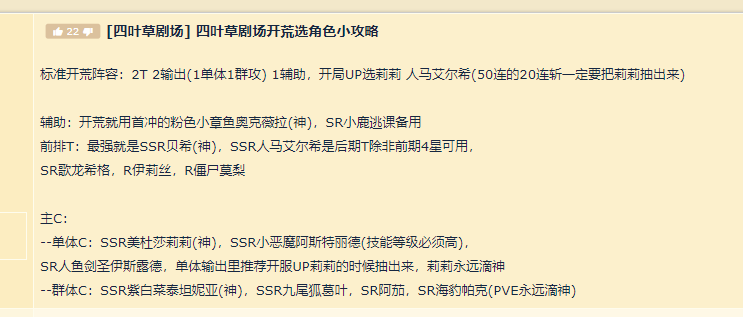 22 [四叶草剧场] 四叶草剧场开荒选角色小攻略
标准开荒阵容：2T 2输出(1单体1群攻) 1辅助，开局UP选莉莉 人马艾尔希(50连的20连斩一定要把莉莉抽出来)
辅助：开荒就用首冲的粉色小章鱼奥克薇拉(神)，SR小鹿逃课备用
前排T：最强就是SSR贝希(神)，SSR人马艾尔希是后期T除非前期4星可用，
SR歌龙希格，R伊莉丝，R僵尸莫梨
主C：
--单体C：SSR美杜莎莉莉(神)，SSR小恶魔阿斯特丽德(技能等级必须高)，
SR人鱼剑圣伊斯露德，单体输出里推荐开服UP莉莉的时候抽出来，莉莉永远滴神
--群体C：SSR紫白菜泰坦妮亚(神)，SSR九尾狐葛叶，SR阿茄，SR海豹帕克(PVE永远滴神)